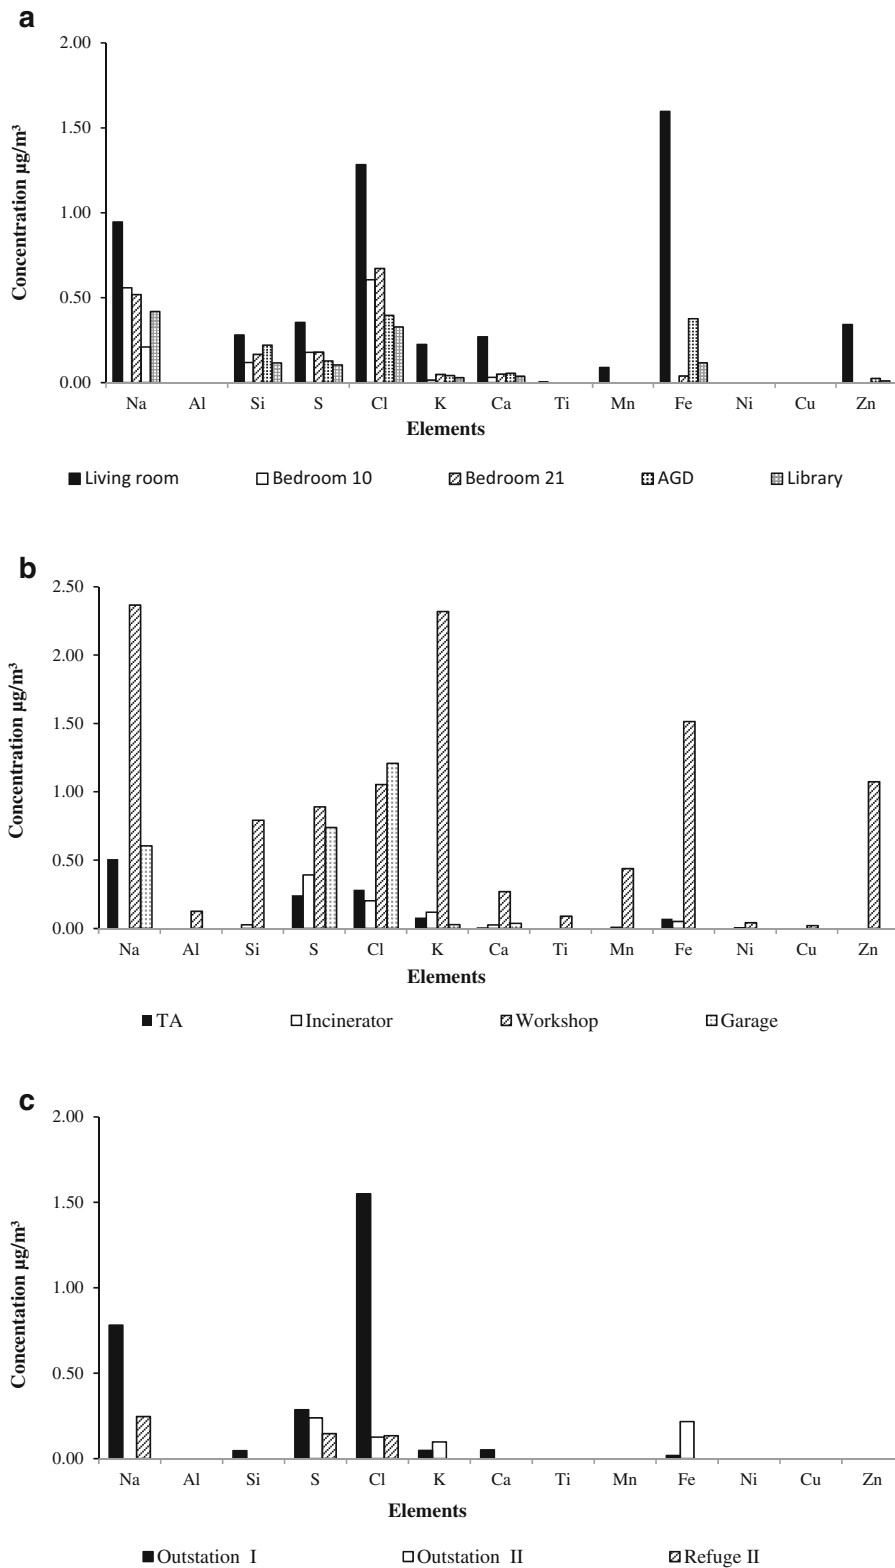 a
2.00
1.50
1.00
0.50
0.00
Concentration µg/m³
Na Al Si S Cl K Ca Ti Mn Fe Ni Cu Zn
Elements
Living room Bedroom 10 Bedroom 21 AGD Library
b
2.50
2.00
1.50
1.00
0.50
0.00
Concentration µg/m³
Na Al Si S Cl K Ca Ti Mn Fe Ni Cu Zn
Elements
TA Incinerator Workshop Garage
c
2.00
1.50
1.00
0.50
0.00
Concentation µg/m³
Na Al Si S Cl K Ca Ti Mn Fe Ni Cu Zn
Elements
Outstation I Outstation II Refuge II